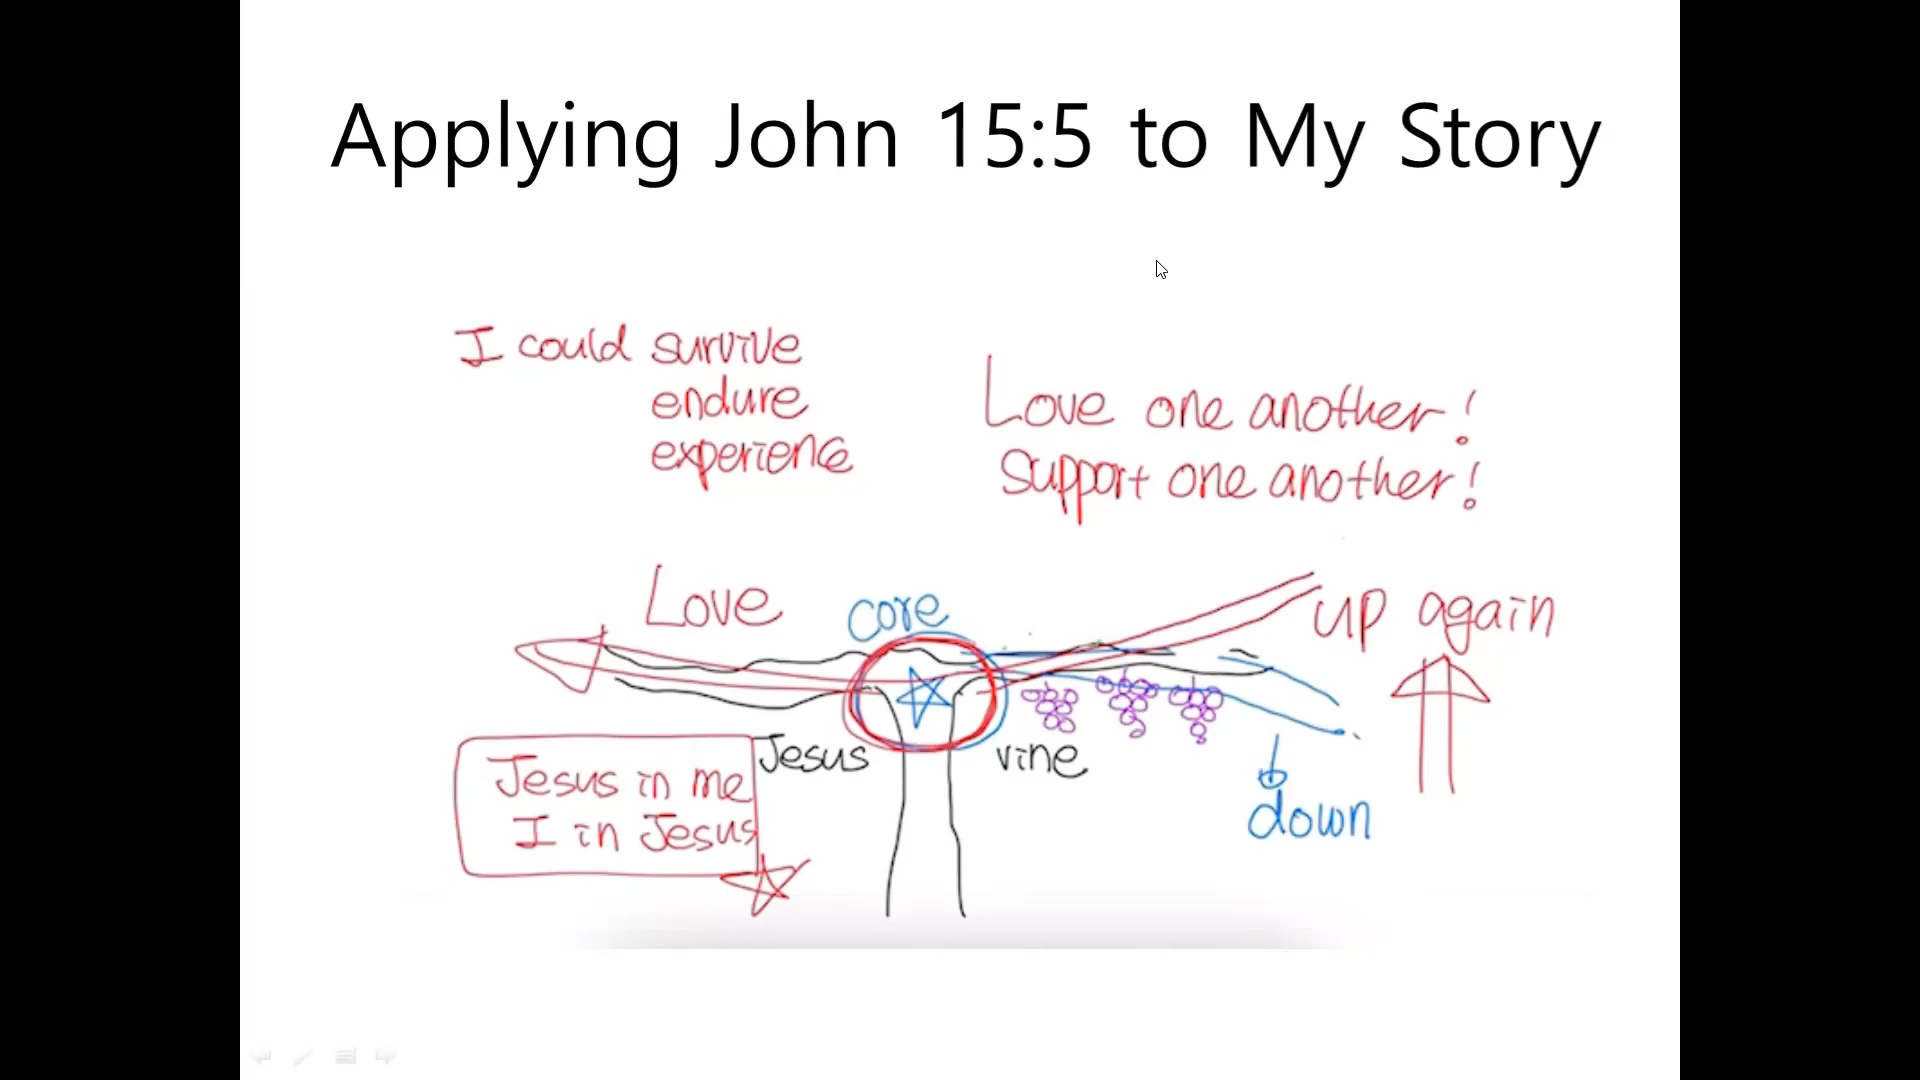 Applying John 15:5 to My Story
I could survive
endure
experience
Love one another!
Support one another!
Love
core
up again
Jesus
vine
Jesus in me
I in Jesus
down